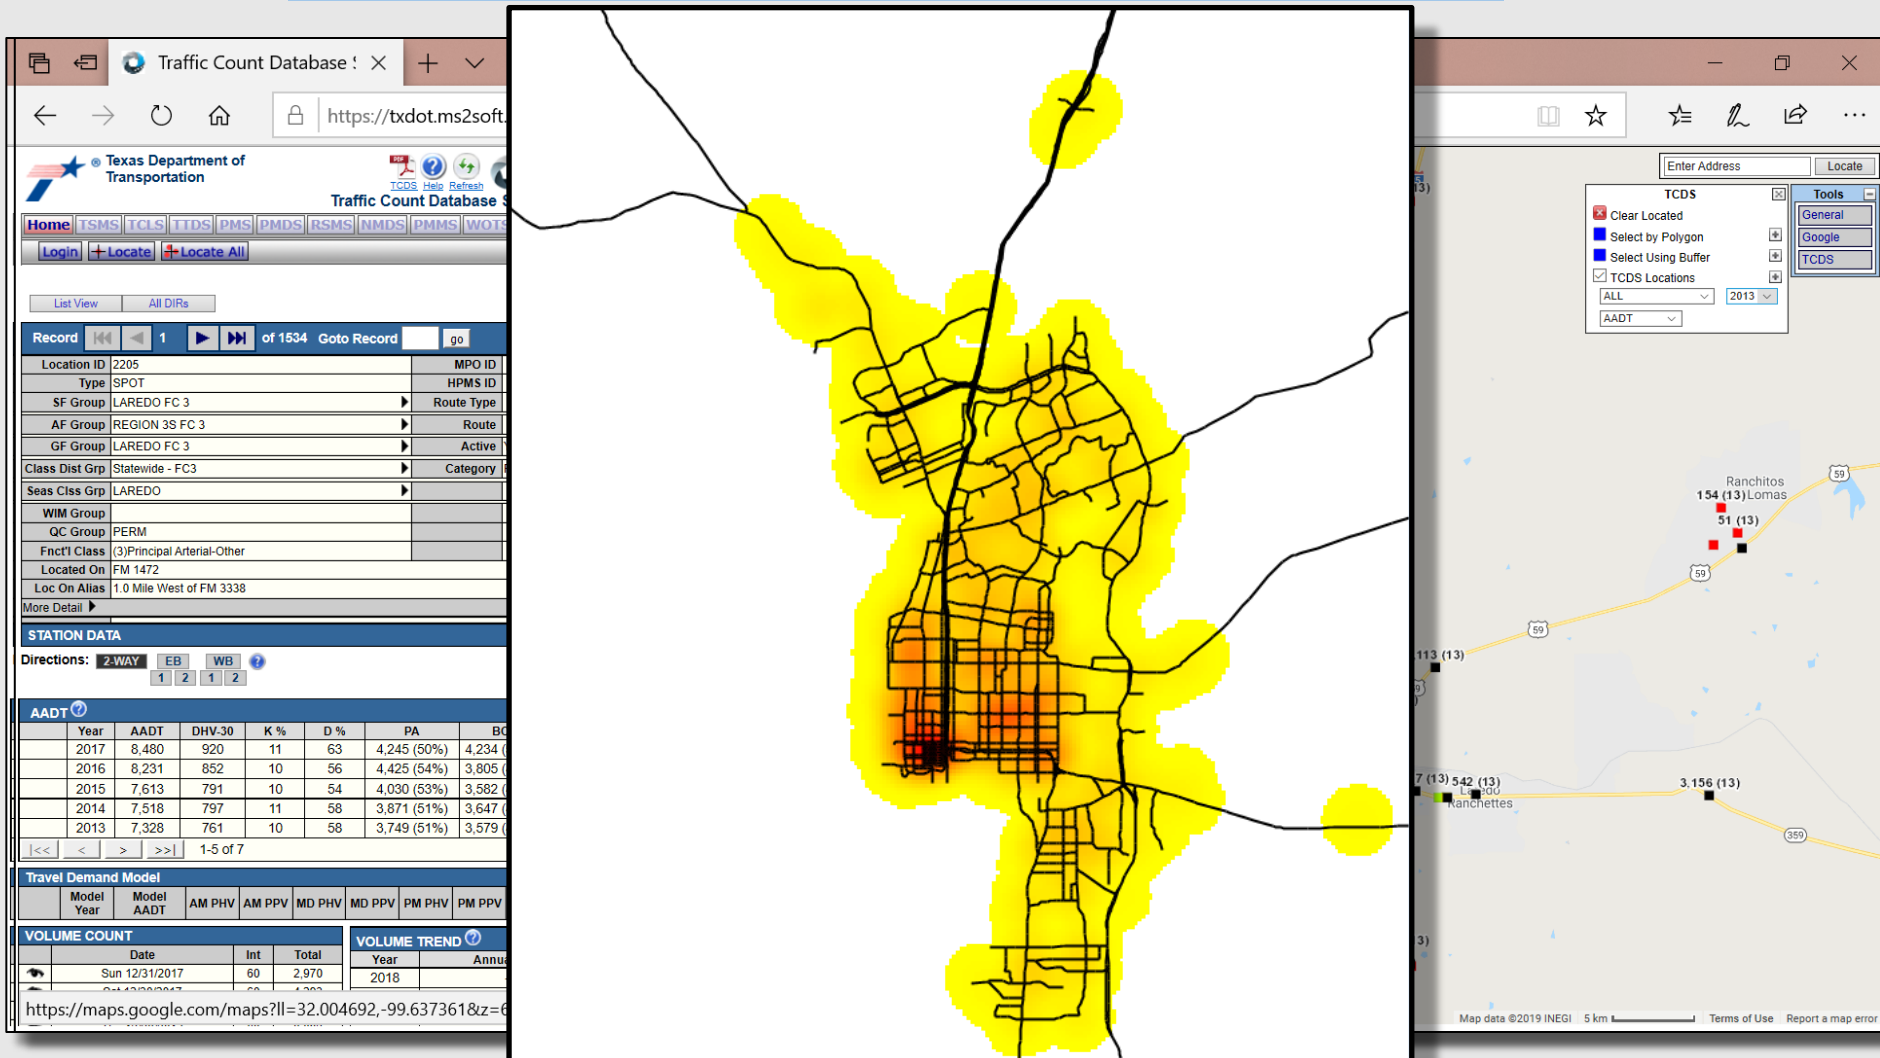 Traffic Count Database
https://txdot.ms2soft.
® Texas Department of
Transportation
TCDS Help Refresh
Traffic Count Database
Home TSMS TCLS TTDS PMS PMDS RSMS NMDS PMMS WOTS
Login Locate Locate All
List View All DIRs
Record 1 of 1534 Goto Record go
Location ID 2205 MPO ID
Type SPOT HPMS ID
SF Group LAREDO FC 3 Route Type
AF Group REGION 3S FC 3 Route
GF Group LAREDO FC 3 Active
Class Dist Grp Statewide - FC3 Category
Seas Clss Grp LAREDO
WIM Group
QC Group PERM
Fnct'l Class (3)Principal Arterial-Other
Located On FM 1472
Loc On Alias 1.0 Mile West of FM 3338
More Detail
STATION DATA
Directions: 2-WAY EB WB
1 2 1 2
AADT
Year AADT DHV-30 K % D % PA
2017 8,480 920 11 63 4,245 (50%) 4,234
2016 8,231 852 10 56 4,425 (54%) 3,805
2015 7,613 791 10 54 4,030 (53%) 3,582
2014 7,518 797 11 58 3,871 (51%) 3,647
2013 7,328 761 10 58 3,749 (51%) 3,579
|<< < > >>| 1-5 of 7
Travel Demand Model
Model Year Model AADT AM PHV AM PPV MD PHV MD PPV PM PHV PM PPV
VOLUME COUNT
Date Int Total
Sun 12/31/2017 60 2,970
VOLUME TREND
Year
2018
https://maps.google.com/maps?ll=32.004692,-99.637361&z=6
Enter Address Locate
TCDS
Clear Located
Select by Polygon
Select Using Buffer
TCDS Locations
ALL 2013
AADT
Tools
General
Google
TCDS
Ranchitos
Lomas
154 (13)
51 (13)
59
59
59
113 (13)
7 (13) 542 (13)
Laredo
Ranchettes
3,156 (13)
359
Map data ©2019 INEGI 5 km Terms of Use Report a map error